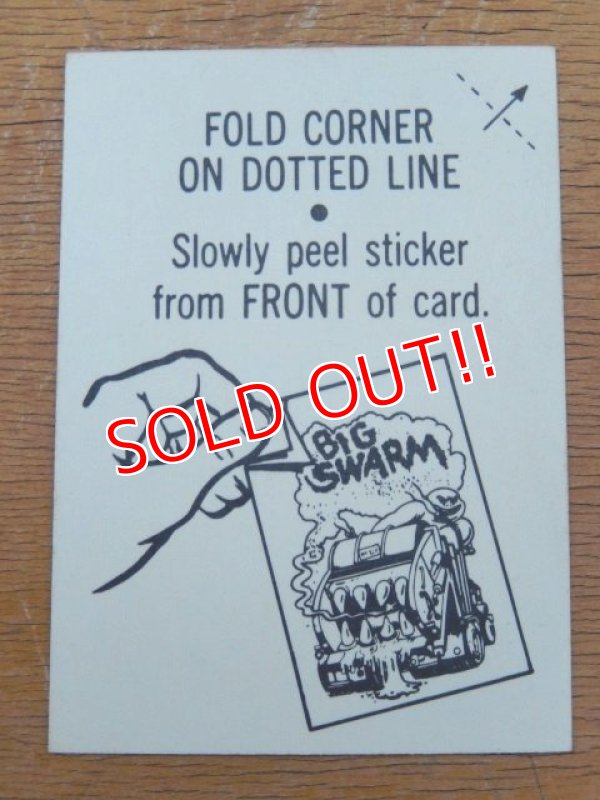 FOLD CORNER
ON DOTTED LINE
Slowly peel sticker
from FRONT of card.
SOLD OUT!!
BIG
SWARM